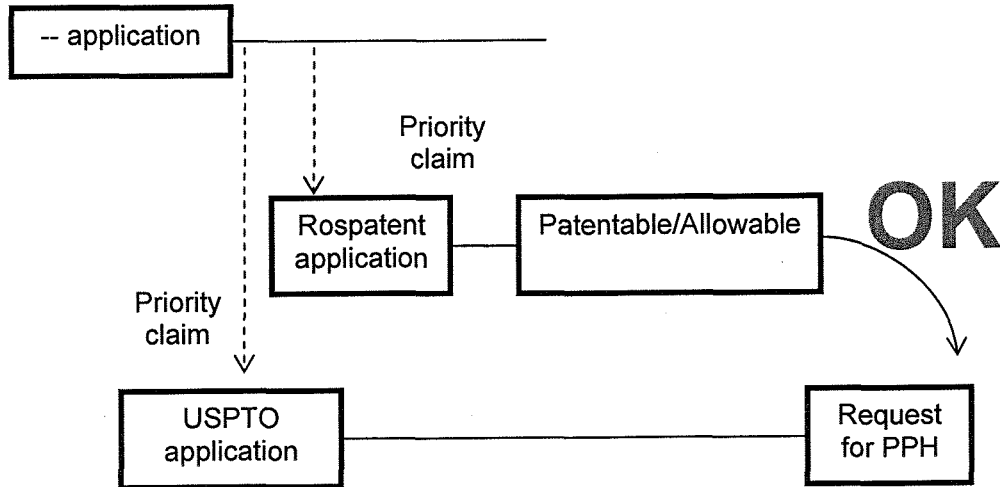 -- application
Priority
claim
Rospatent
application
Patentable/Allowable
OK
Priority
claim
USPTO
application
Request
for PPH